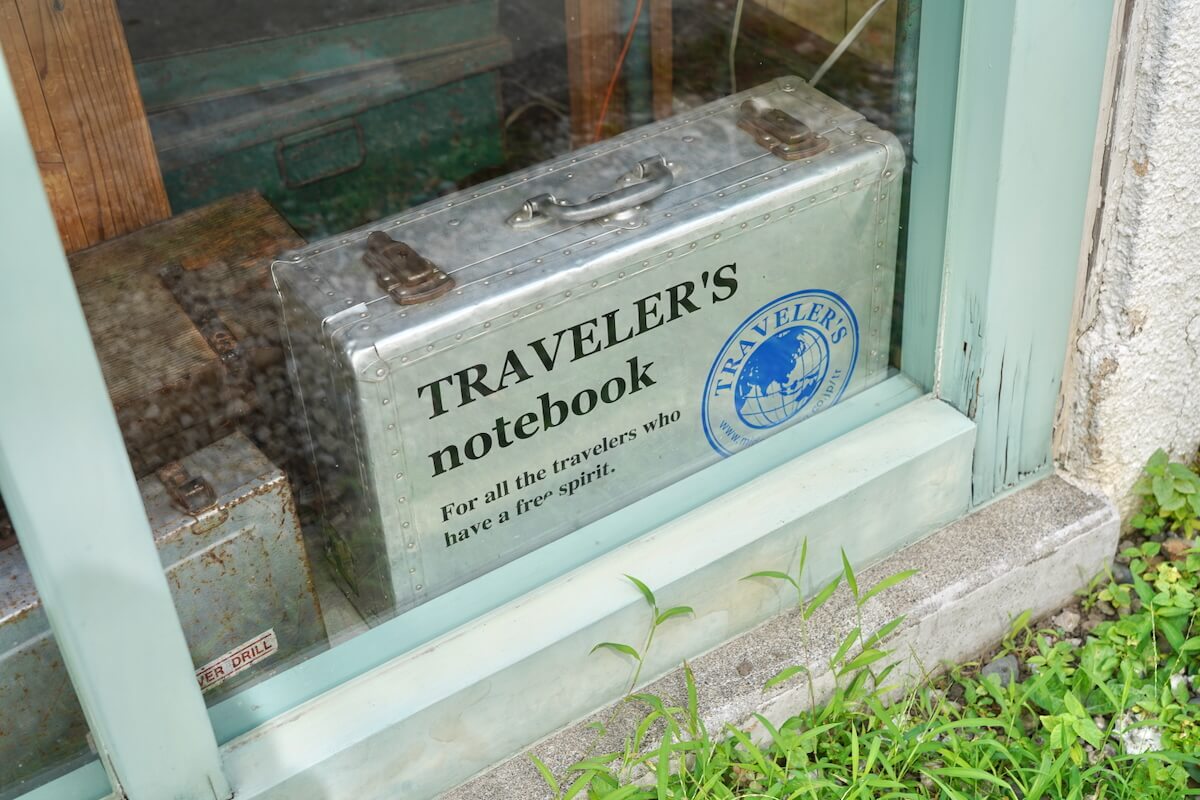 TRAVELER'S
notebook
For all the travelers who
have a free spirit.
TRAVELER'S
VER DRILL